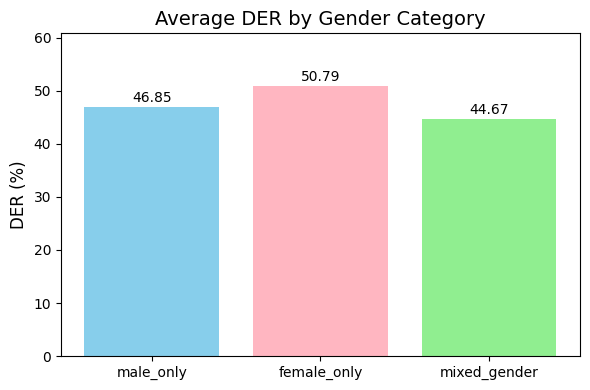 Average DER by Gender Category
DER (%)
60
50
40
30
20
10
0
46.85
50.79
44.67
male_only
female_only
mixed_gender